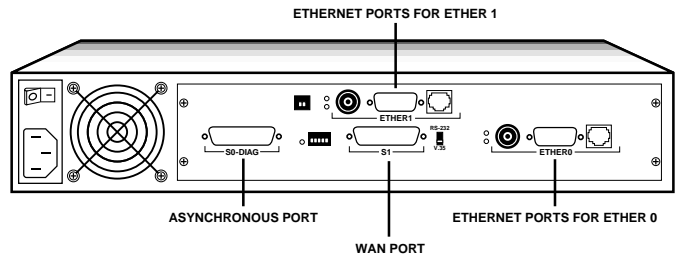 ETHERNET PORTS FOR ETHER 1
ETHER1
RS-232
V.35
S0-DIAG
S1
ETHER0
ASYNCHRONOUS PORT
ETHERNET PORTS FOR ETHER 0
WAN PORT